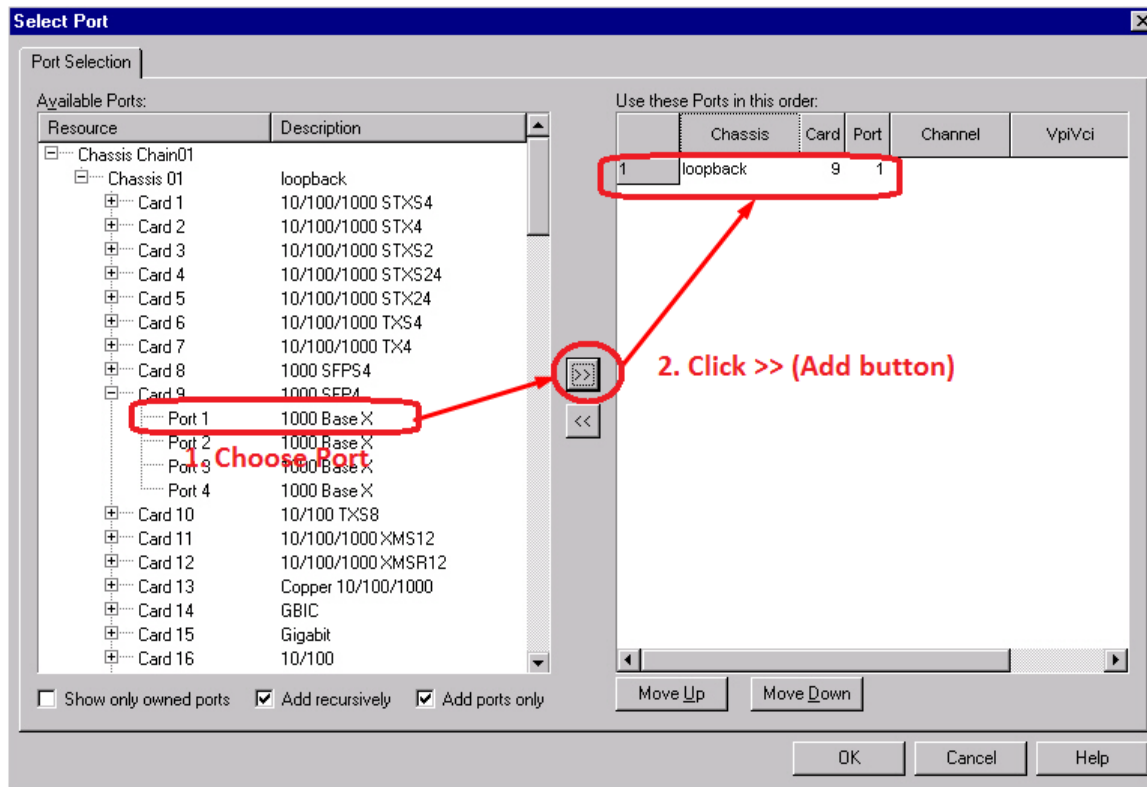 Select Port
Port Selection
Available Ports:
Resource Description
Chassis Chain01
Chassis 01 loopback
Card 1 10/100/1000 STXS4
Card 2 10/100/1000 STX4
Card 3 10/100/1000 STXS2
Card 4 10/100/1000 STXS24
Card 5 10/100/1000 STX24
Card 6 10/100/1000 TXS4
Card 7 10/100/1000 TX4
Card 8 1000 SFPS4
Card 9 1000 SFP4
Port 1 1000 Base X
Port 2 1000 Base X
Port 3 1000 Base X
Port 4 1000 Base X
Card 10 10/100 TXS8
Card 11 10/100/1000 XMS12
Card 12 10/100/1000 XMSR12
Card 13 Copper 10/100/1000
Card 14 GBIC
Card 15 Gigabit
Card 16 10/100
1. Choose Port
Show only owned ports Add recursively Add ports only
>>
<<
2. Click >> (Add button)
Use these Ports in this order:
Chassis Card Port Channel VpiVci
1 loopback 9 1
Move Up Move Down
OK Cancel Help